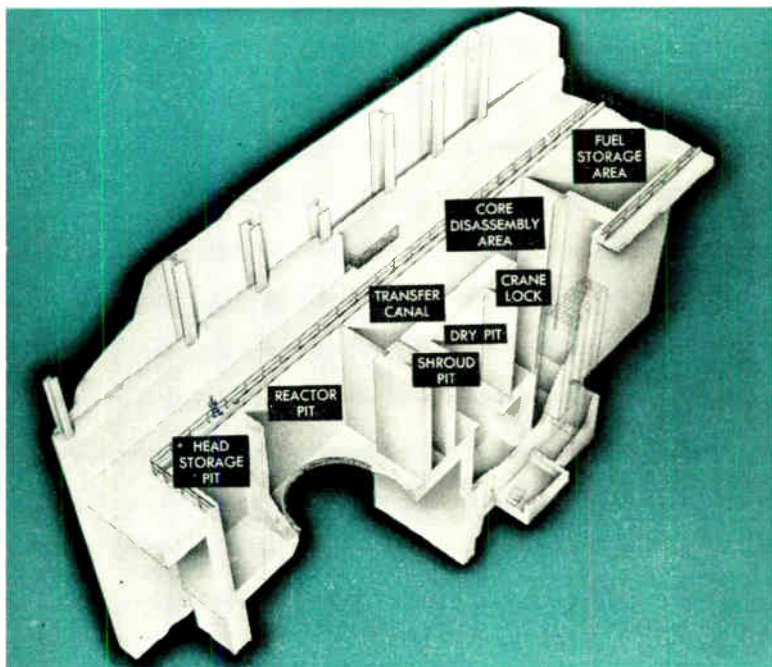 FUEL
STORAGE
AREA
CORE
DISASSEMBLY
AREA
CRANE
LOCK
TRANSFER
CANAL
DRY PIT
SHROUD
PIT
REACTOR
PIT
HEAD
STORAGE
PIT